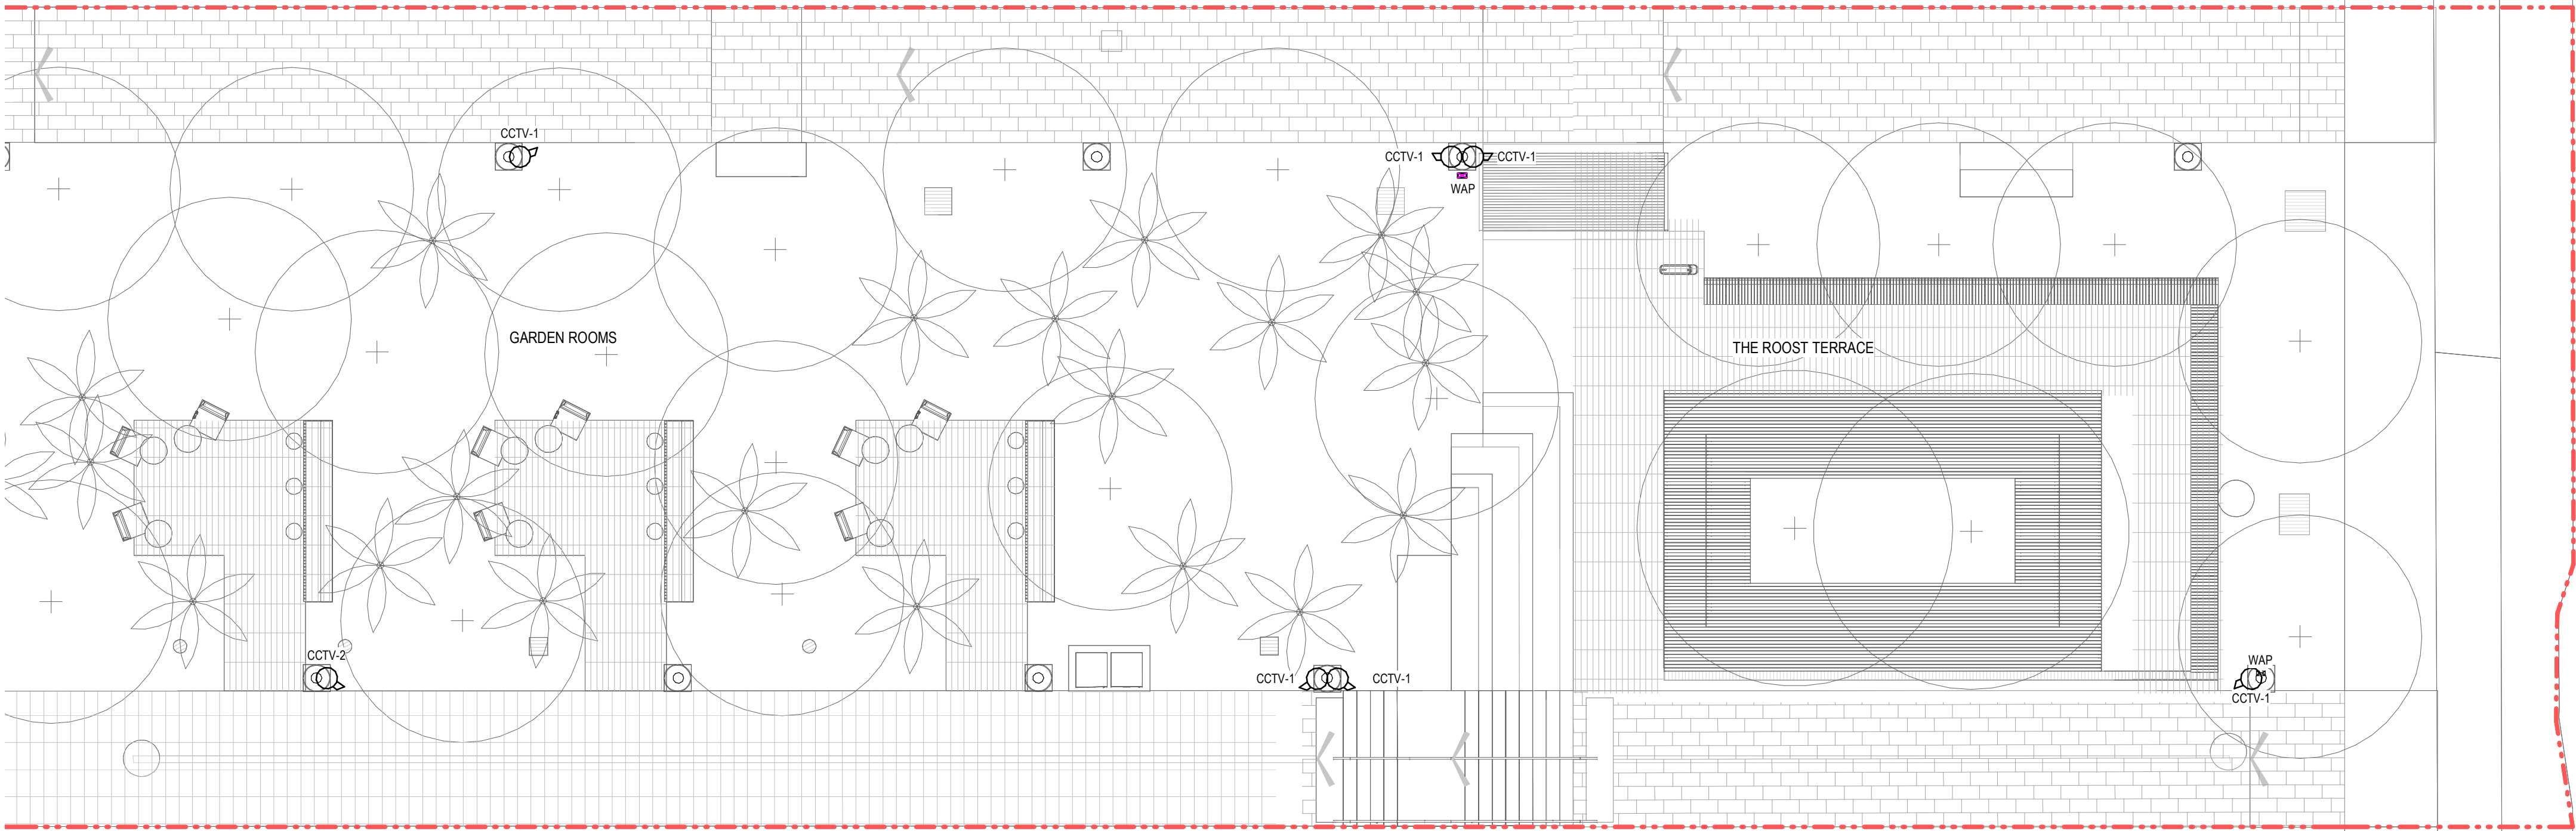 CCTV-1
CCTV-1
CCTV-1
WAP
GARDEN ROOMS
THE ROOST TERRACE
CCTV-2
WAP
CCTV-1
CCTV-1
CCTV-1